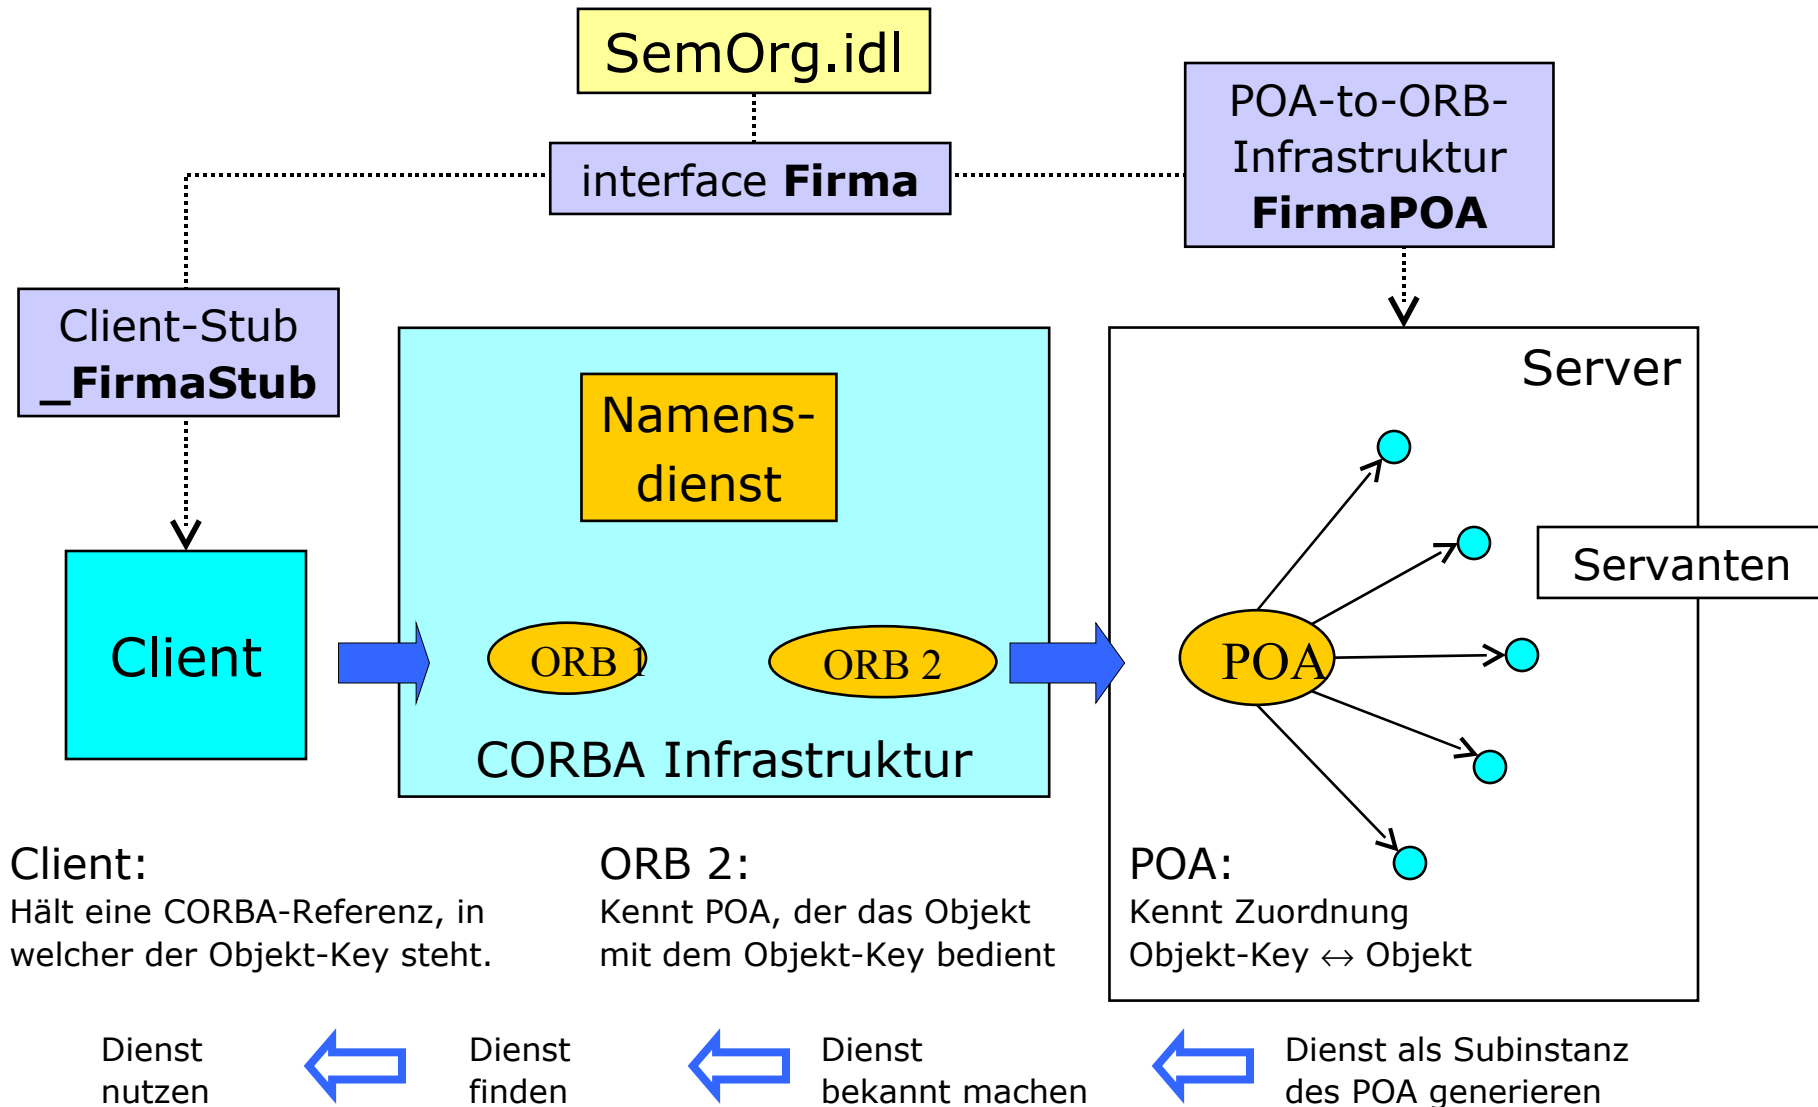 SemOrg.idl
interface Firma
POA-to-ORB-
Infrastruktur
FirmaPOA
Client-Stub
_FirmaStub
Server
Namens-
dienst
Servanten
Client
ORB 1
ORB 2
POA
CORBA Infrastruktur
Client:
Hält eine CORBA-Referenz, in
welcher der Objekt-Key steht.
ORB 2:
Kennt POA, der das Objekt
mit dem Objekt-Key bedient
POA:
Kennt Zuordnung
Objekt-Key ↔ Objekt
Dienst
nutzen
Dienst
finden
Dienst
bekannt machen
Dienst als Subinstanz
des POA generieren